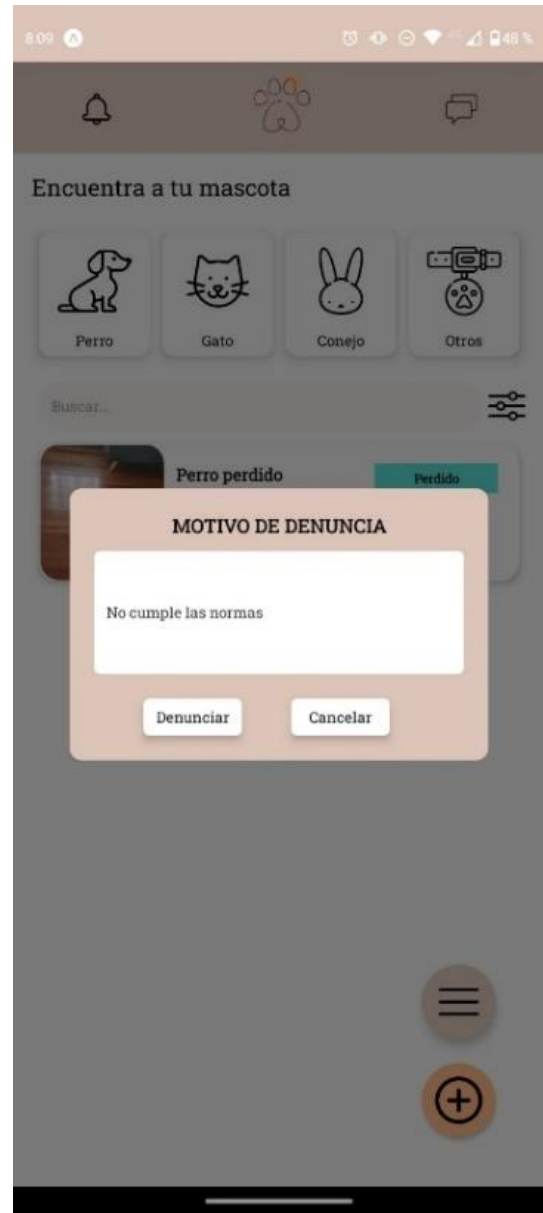 8:09 48 %
Encuentra a tu mascota
Perro Gato Conejo Otros
Buscar...
Perro perdido Perdido
MOTIVO DE DENUNCIA
No cumple las normas
Denunciar Cancelar